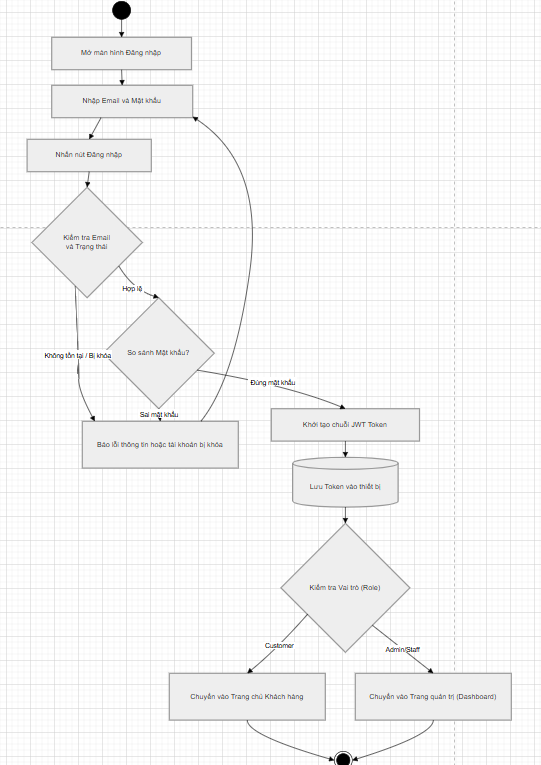 Mở màn hình Đăng nhập
Nhập Email và Mật khẩu
Nhấn nút Đăng nhập
Kiểm tra Email
và Trạng thái
Hợp lệ
So sánh Mật khẩu?
Không tồn tại / Bị khóa
Đúng mật khẩu
Sai mật khẩu
Khởi tạo chuỗi JWT Token
Báo lỗi thông tin hoặc tài khoản bị khóa
Lưu Token vào thiết bị
Kiểm tra Vai trò (Role)
Customer
Admin/Staff
Chuyển vào Trang chủ Khách hàng
Chuyển vào Trang quản trị (Dashboard)